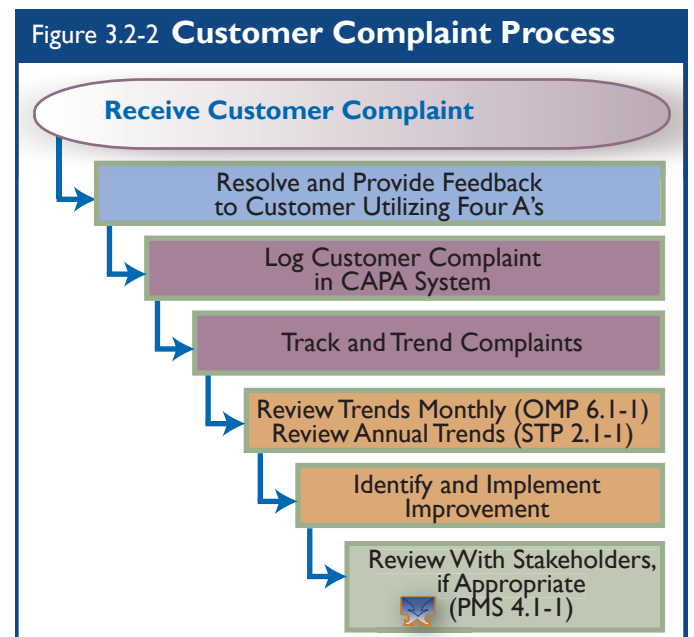 Figure 3.2-2 Customer Complaint Process
Receive Customer Complaint
Resolve and Provide Feedback
to Customer Utilizing Four A's
Log Customer Complaint
in CAPA System
Track and Trend Complaints
Review Trends Monthly (OMP 6.1-1)
Review Annual Trends (STP 2.1-1)
Identify and Implement
Improvement
Review With Stakeholders,
if Appropriate
(PMS 4.1-1)